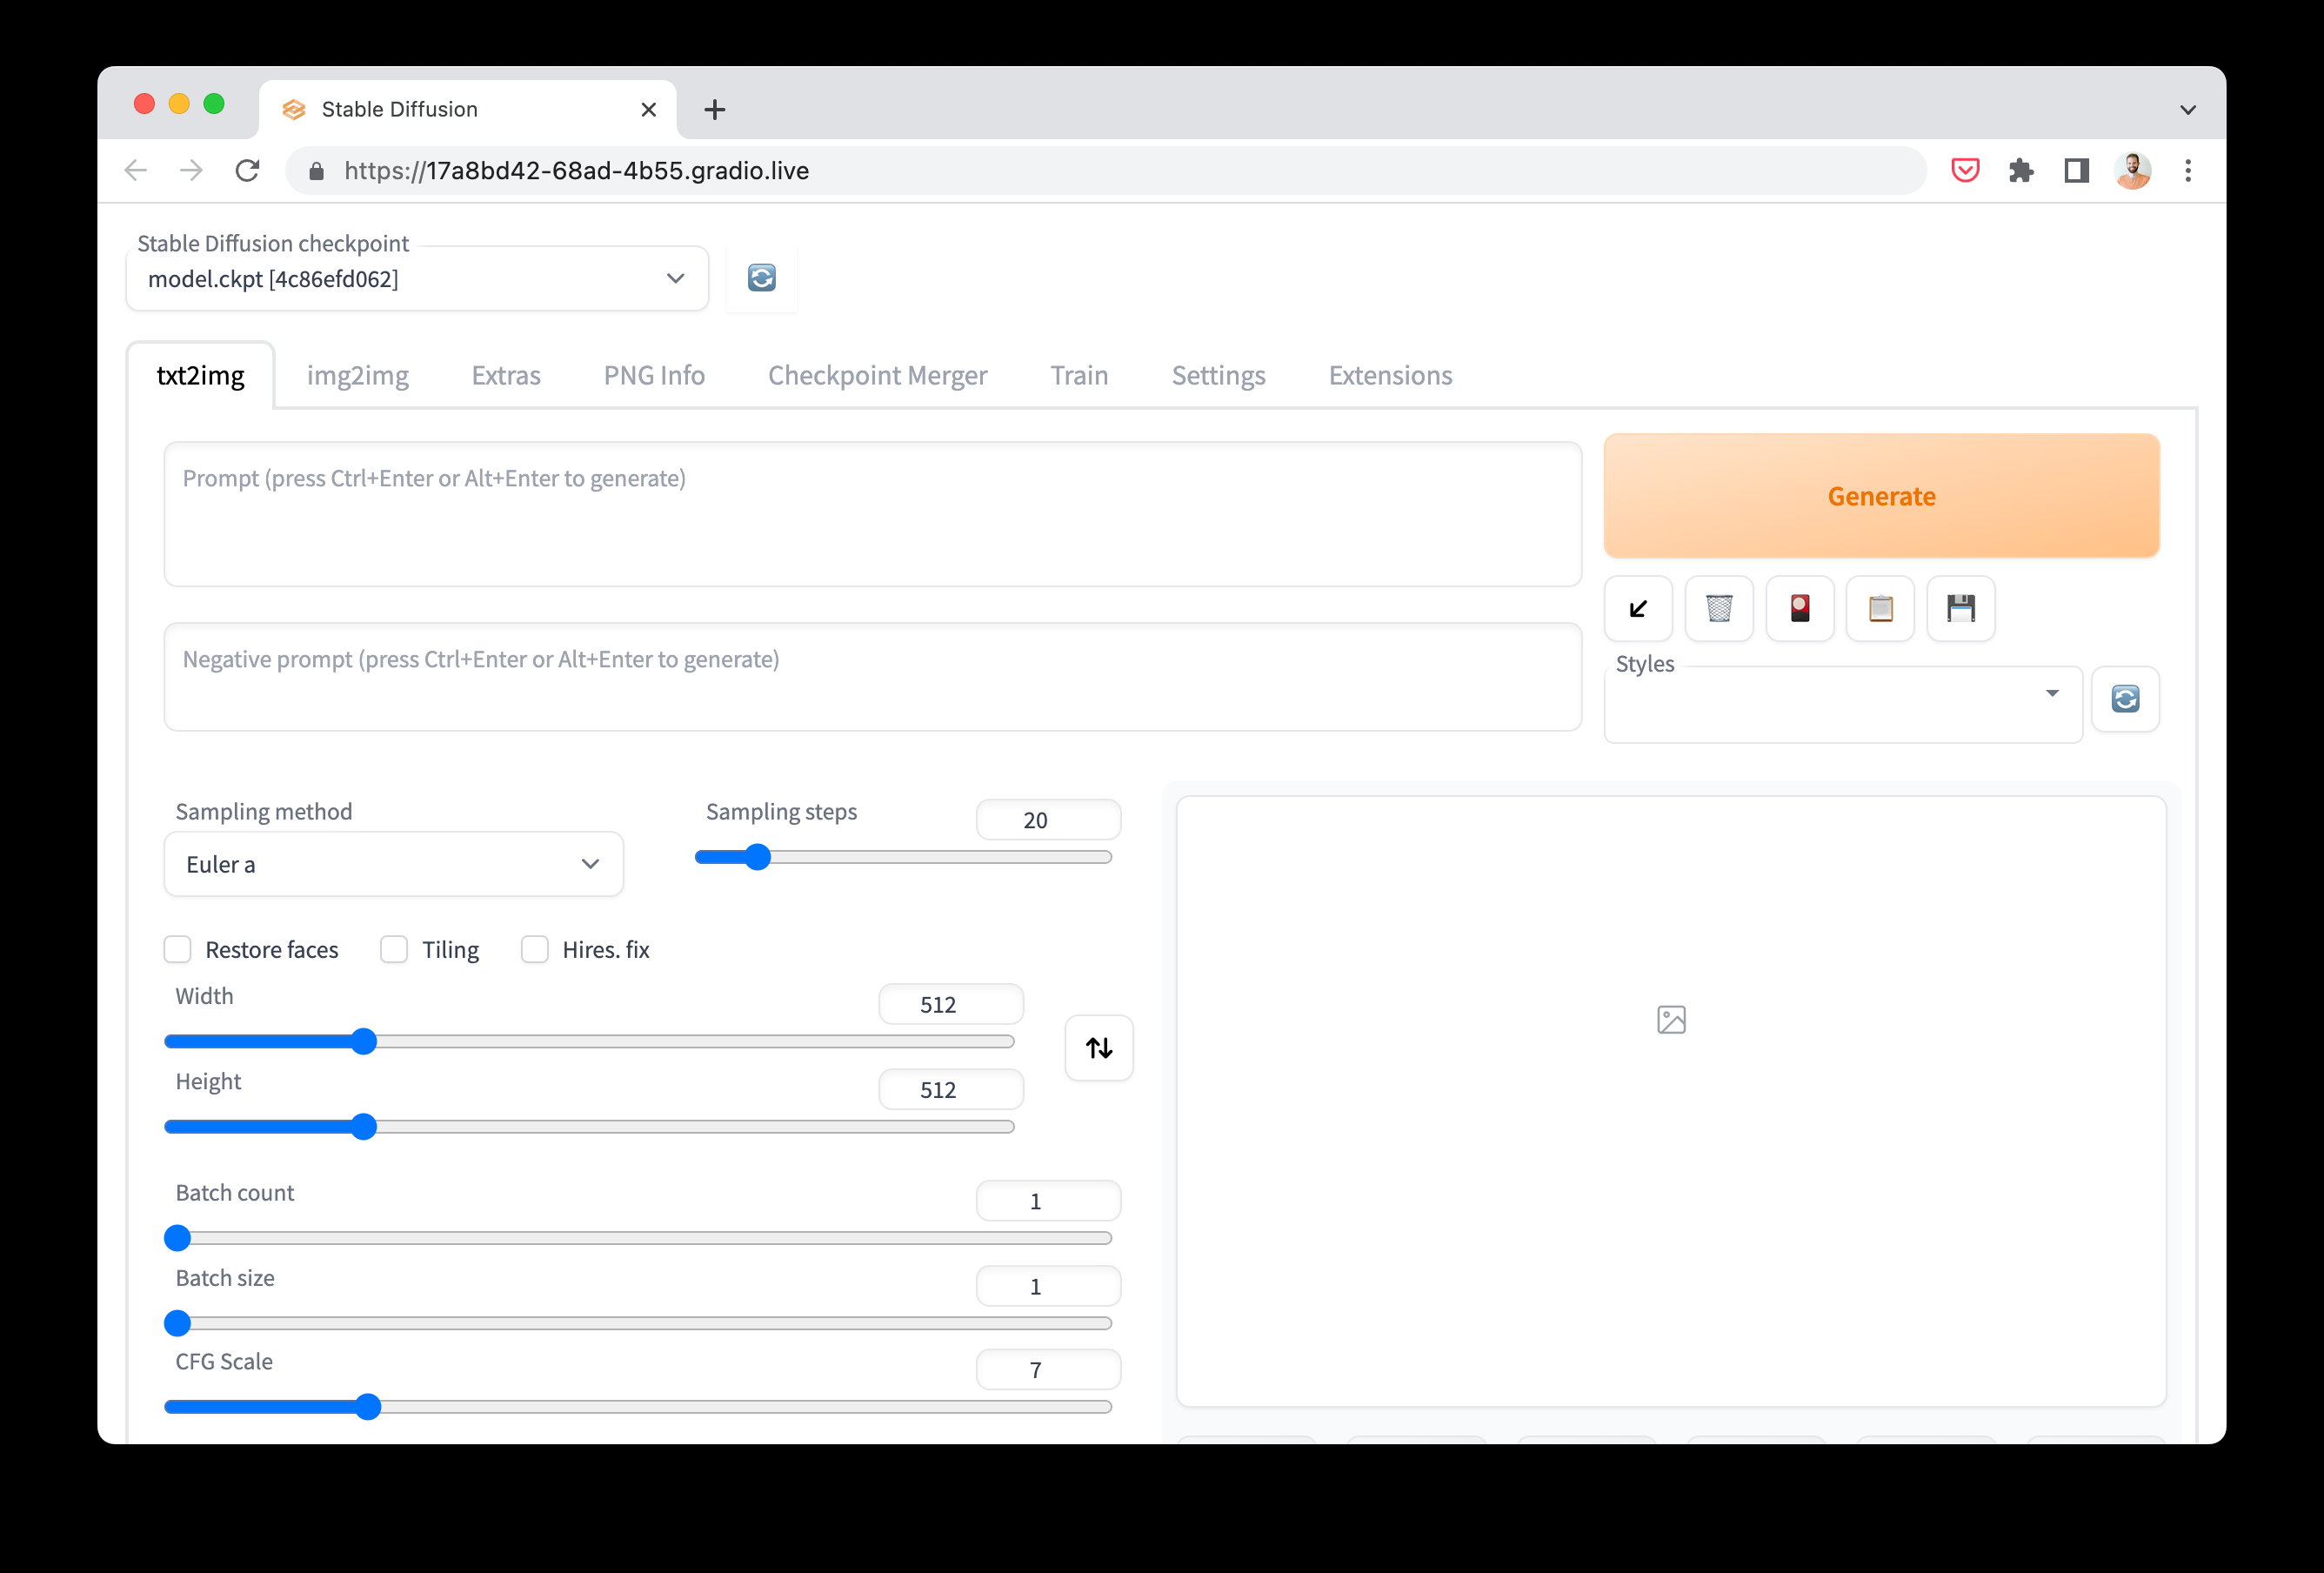 Stable Diffusion
https://17a8bd42-68ad-4b55.gradio.live
Stable Diffusion checkpoint
model.ckpt [4c86efd062]
txt2img img2img Extras PNG Info Checkpoint Merger Train Settings Extensions
Prompt (press Ctrl+Enter or Alt+Enter to generate)
Generate
Negative prompt (press Ctrl+Enter or Alt+Enter to generate)
Styles
Sampling method
Euler a
Sampling steps
20
Restore faces Tiling Hires. fix
Width
512
Height
512
Batch count
1
Batch size
1
CFG Scale
7